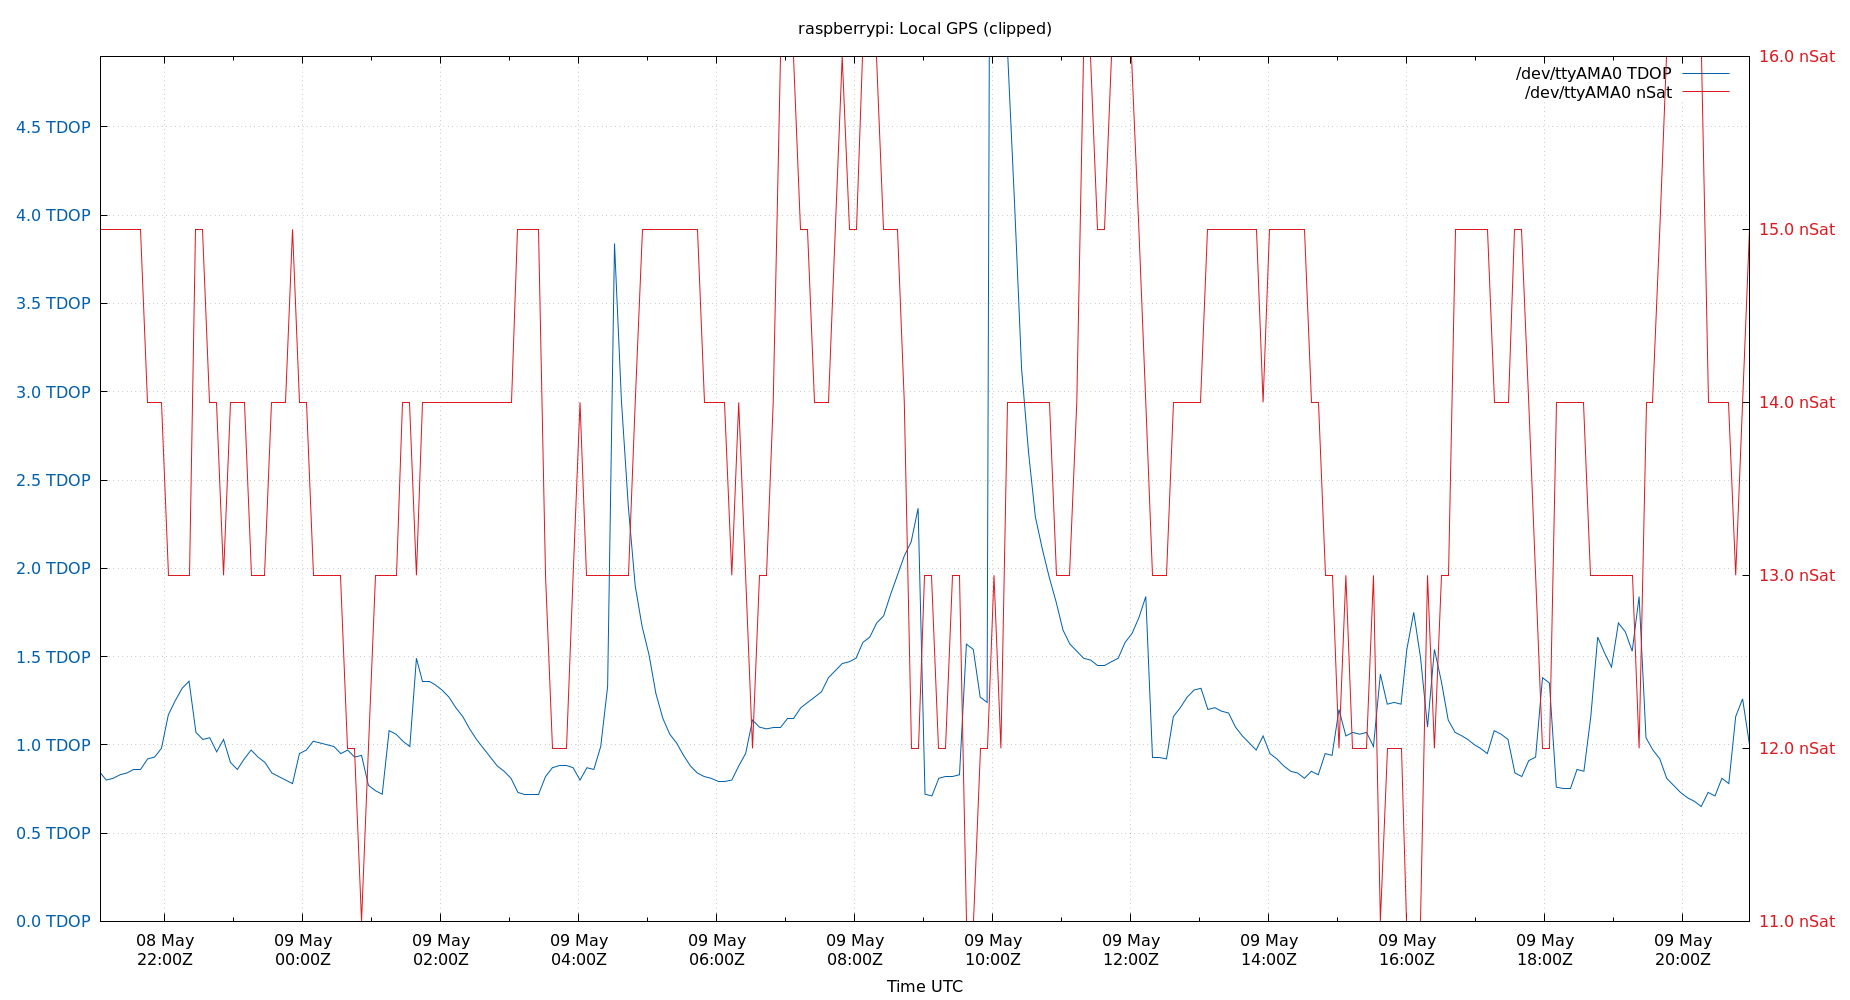 raspberrypi: Local GPS (clipped)
16.0 nSat
/dev/ttyAMA0 TDOP
/dev/ttyAMA0 nSat
4.5 TDOP
4.0 TDOP
15.0 nSat
3.5 TDOP
3.0 TDOP
14.0 nSat
2.5 TDOP
2.0 TDOP
13.0 nSat
1.5 TDOP
1.0 TDOP
12.0 nSat
0.5 TDOP
0.0 TDOP
11.0 nSat
08 May 09 May 09 May 09 May 09 May 09 May 09 May 09 May 09 May 09 May 09 May 09 May
22:00Z 00:00Z 02:00Z 04:00Z 06:00Z 08:00Z 10:00Z 12:00Z 14:00Z 16:00Z 18:00Z 20:00Z
Time UTC